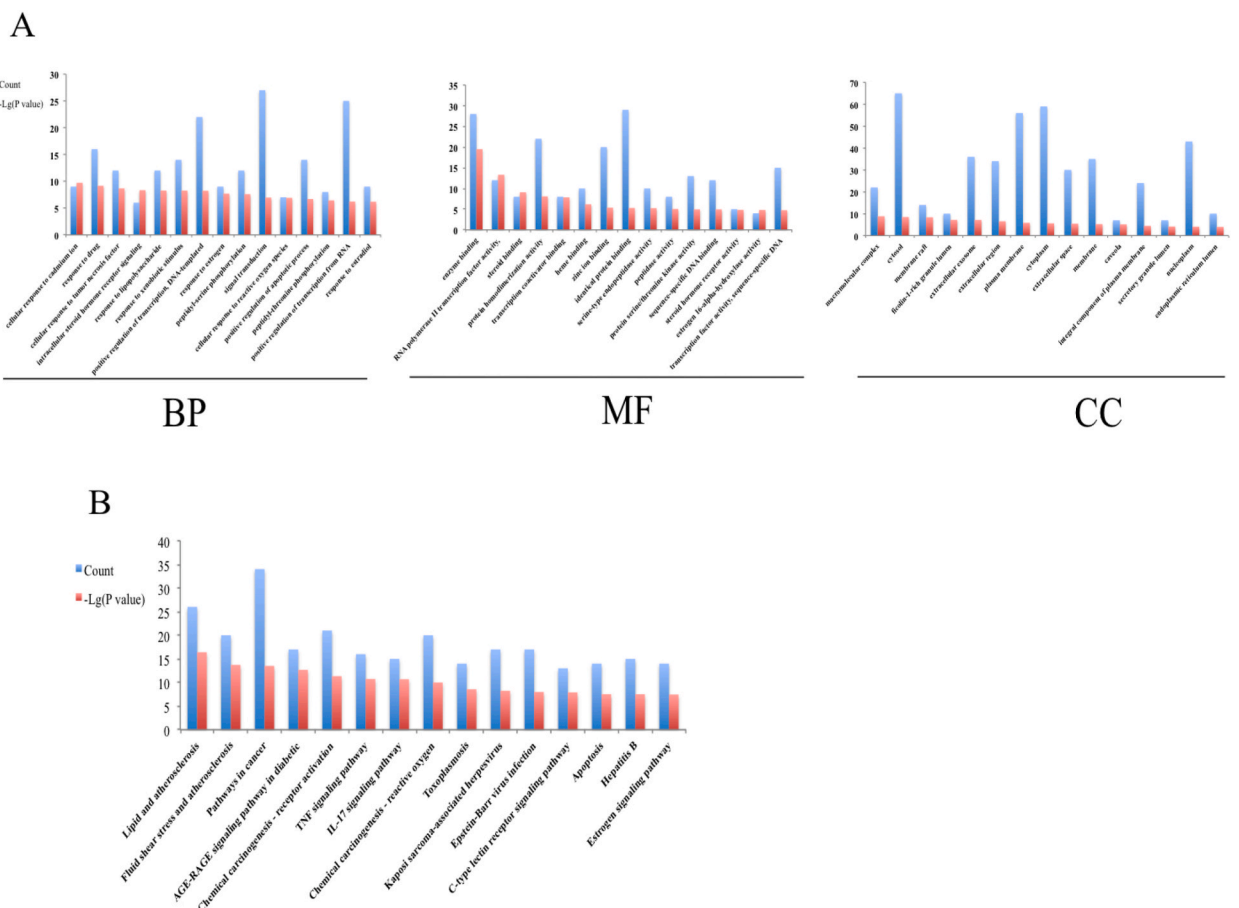 A
Count
-Lg(P value)
30
25
20
15
10
5
0
cellular response to cadmium ion
response to drug
cellular response to tumor necrosis factor
intracellular steroid hormone receptor signaling
response to lipopolysaccharide
response to xenobiotic stimulus
positive regulation of transcription, DNA-templated
response to estrogen
peptidyl-serine phosphorylation
signal transduction
cellular response to reactive oxygen species
positive regulation of apoptotic process
peptidyl-threonine phosphorylation
positive regulation of transcription from RNA
response to estradiol
BP
35
30
25
20
15
10
5
0
enzyme binding
RNA polymerase II transcription factor activity,
steroid binding
protein homodimerization activity
transcription coactivator binding
heme binding
zinc ion binding
identical protein binding
serine-type endopeptidase activity
peptidase activity
protein serine/threonine kinase activity
sequence-specific DNA binding
steroid hormone receptor activity
estrogen 16-alpha-hydroxylase activity
transcription factor activity, sequence-specific DNA
MF
70
60
50
40
30
20
10
0
macromolecular complex
cytosol
membrane raft
ficolin-1-rich granule lumen
extracellular exosome
extracellular region
plasma membrane
cytoplasm
extracellular space
membrane
caveola
integral component of plasma membrane
secretory granule lumen
nucleoplasm
endoplasmic reticulum lumen
CC
B
Count
-Lg(P value)
40
35
30
25
20
15
10
5
0
Lipid and atherosclerosis
Fluid shear stress and atherosclerosis
Pathways in cancer
AGE-RAGE signaling pathway in diabetic
Chemical carcinogenesis - receptor activation
TNF signaling pathway
IL-17 signaling pathway
Chemical carcinogenesis - reactive oxygen
Toxoplasmosis
Kaposi sarcoma-associated herpesvirus
Epstein-Barr virus infection
C-type lectin receptor signaling pathway
Apoptosis
Hepatitis B
Estrogen signaling pathway